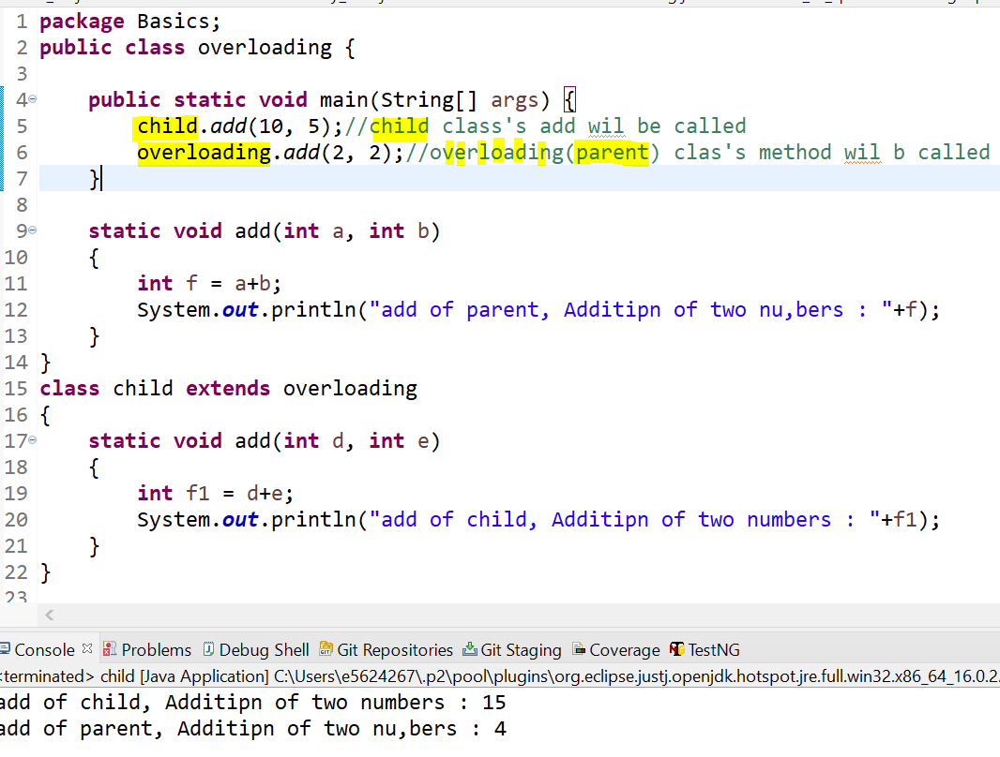 1 package Basics;
2 public class overloading {
3
4 public static void main(String[] args) {
5 child.add(10, 5);//child class's add wil be called
6 overloading.add(2, 2);//overloading(parent) clas's method wil b called
7 }
8
9 static void add(int a, int b)
10 {
11 int f = a+b;
12 System.out.println("add of parent, Additipn of two nu,bers : "+f);
13 }
14 }
15 class child extends overloading
16 {
17 static void add(int d, int e)
18 {
19 int f1 = d+e;
20 System.out.println("add of child, Additipn of two numbers : "+f1);
21 }
22 }
23
Console Problems Debug Shell Git Repositories Git Staging Coverage TestNG
<terminated> child [Java Application] C:\Users\e5624267\.p2\pool\plugins\org.eclipse.justj.openjdk.hotspot.jre.full.win32.x86_64_16.0.2.
add of child, Additipn of two numbers : 15
add of parent, Additipn of two nu,bers : 4